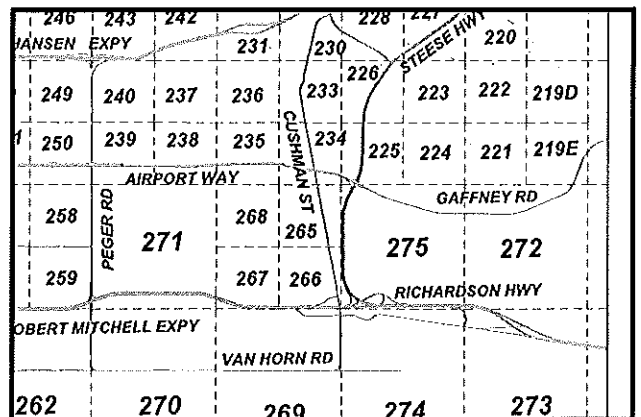 246 243 242 228 227
HANSEN EXPY 231 230 STEESE HWY 220
226
249 240 237 236 233 223 222 219D
CUSHMAN ST
250 239 238 235 234 225 224 221 219E
AIRPORT WAY GAFFNEY RD
258 PEGER RD 271 268 265 275 272
259 267 266 RICHARDSON HWY
OBERT MITCHELL EXPY
VAN HORN RD
262 270 269 274 273